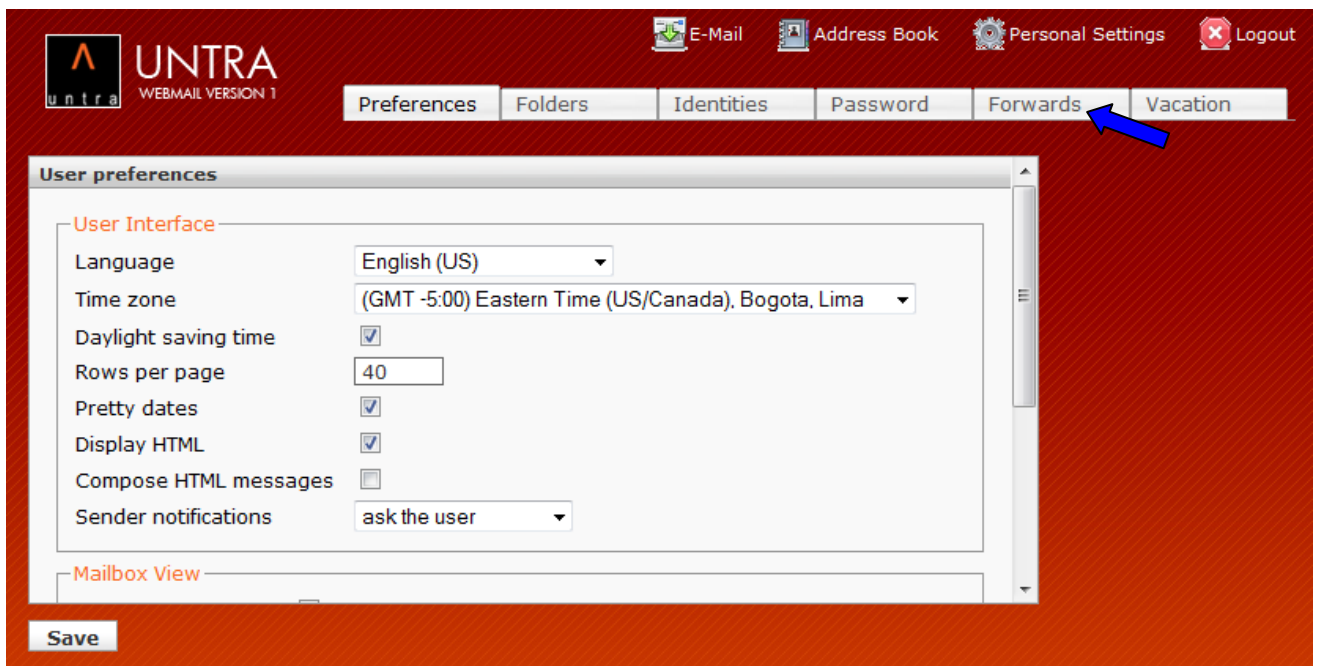 E-Mail Address Book Personal Settings Logout
untra
UNTRA
WEBMAIL VERSION 1
Preferences Folders Identities Password Forwards Vacation
User preferences
User Interface
Language English (US)
Time zone (GMT -5:00) Eastern Time (US/Canada), Bogota, Lima
Daylight saving time
Rows per page 40
Pretty dates
Display HTML
Compose HTML messages
Sender notifications ask the user
Mailbox View
Save